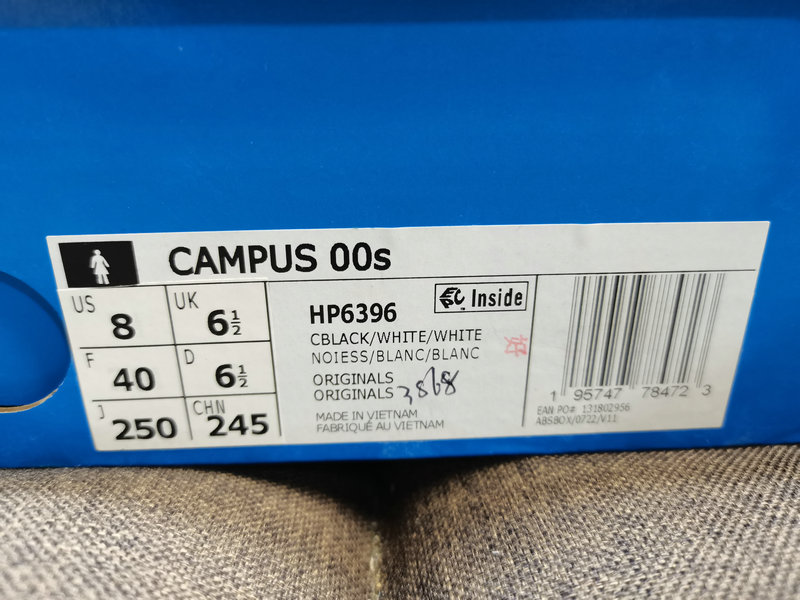 CAMPUS 00s
US 8
UK 6½
F 40
D 6½
J 250
CHN 245
HP6396
Inside
CBLACK/WHITE/WHITE
NOIESS/BLANC/BLANC
ORIGINALS
ORIGINALS
MADE IN VIETNAM
FABRIQUÉ AU VIETNAM
1 95747 78472 3
EAN PO# 131802956
ABSBOX/0722/V11